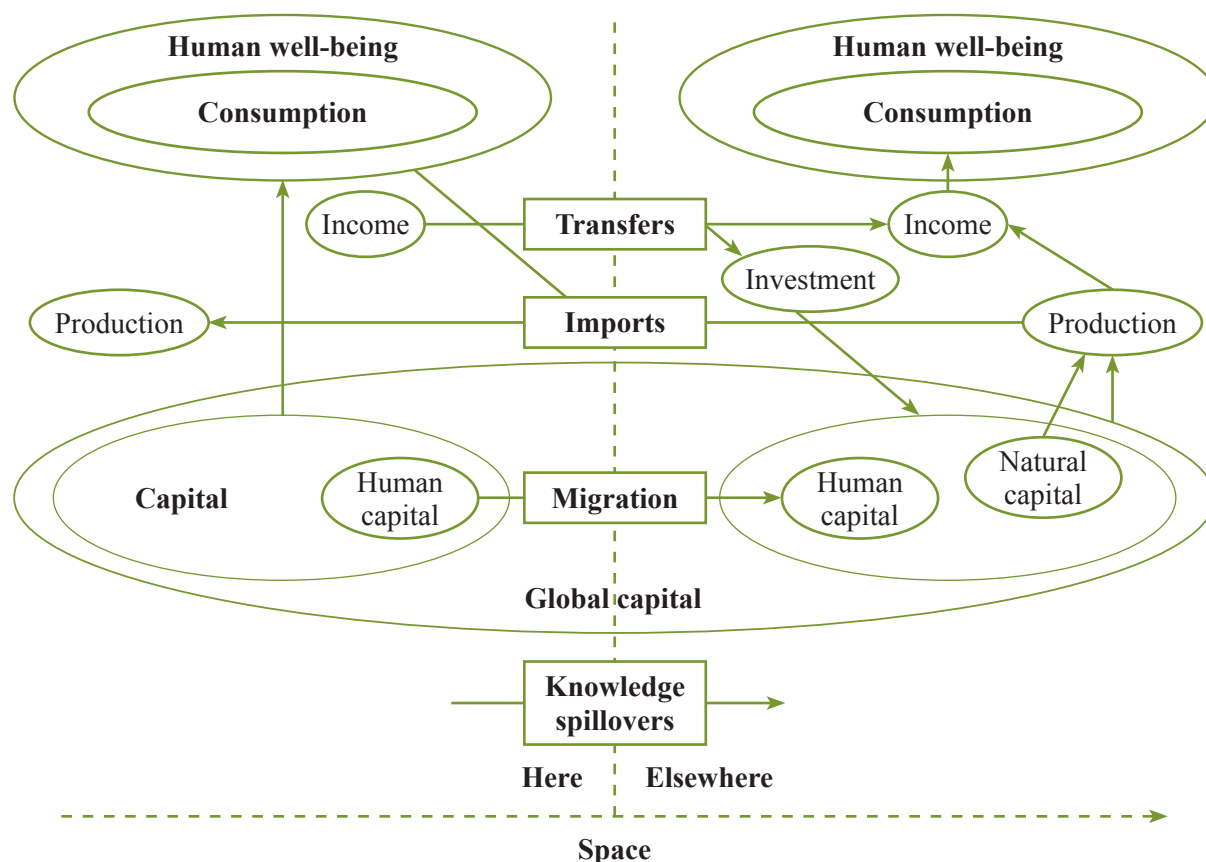 Human well-being
Human well-being
Consumption
Consumption
Income
Transfers
Income
Investment
Production
Imports
Production
Capital
Human
capital
Migration
Human
capital
Natural
capital
Global capital
Knowledge
spillovers
Here
Elsewhere
Space